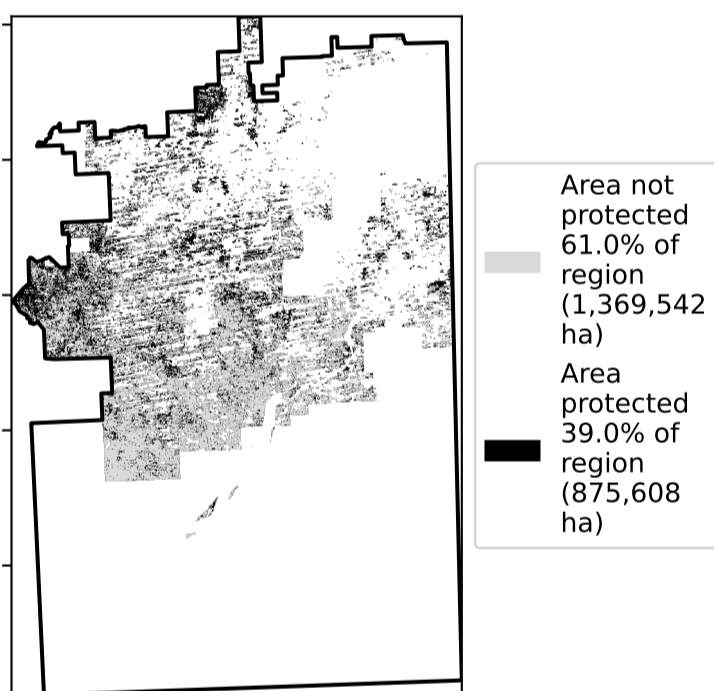 Area not
protected
61.0% of
region
(1,369,542
ha)
Area
protected
39.0% of
region
(875,608
ha)